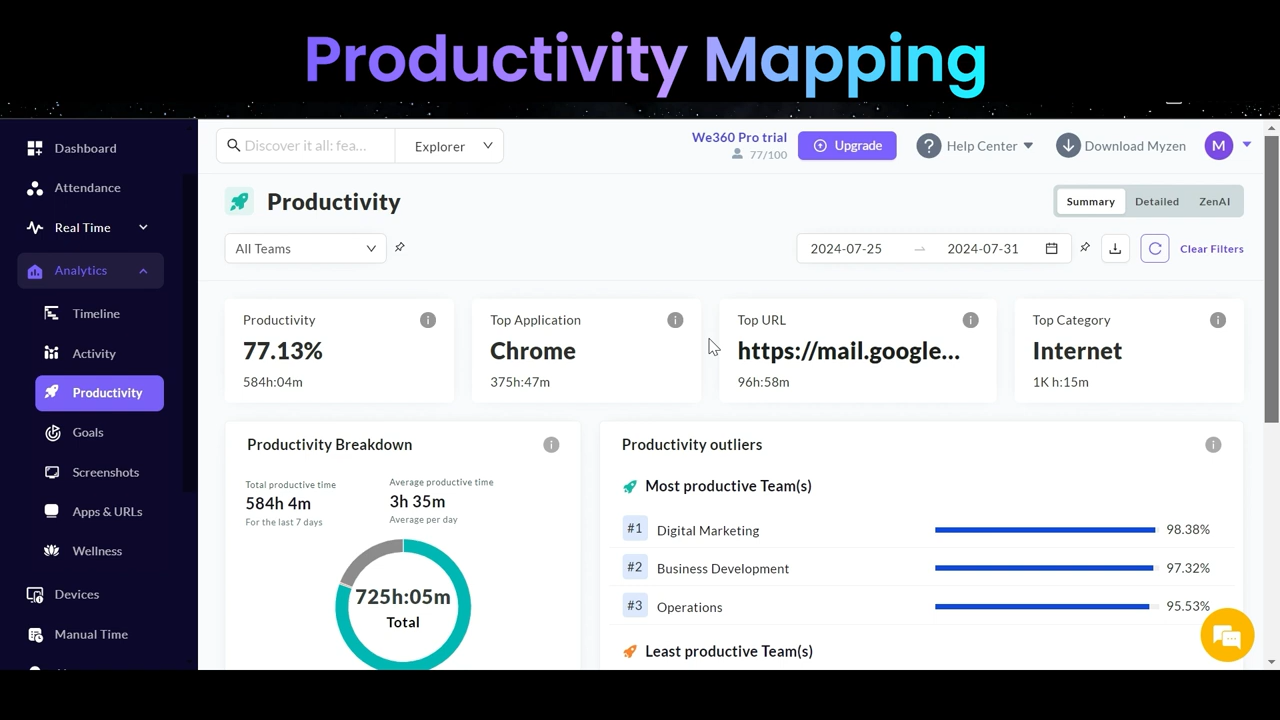 Productivity Mapping
Discover it all: fea...
Explorer
We360 Pro trial
77/100
Upgrade
?
Help Center
Download Myzen
M
Dashboard
Attendance
Real Time
Analytics
Timeline
Activity
Productivity
Goals
Screenshots
Apps & URLs
Wellness
Devices
Manual Time
Productivity
Summary
Detailed
ZenAI
All Teams
2024-07-25
2024-07-31
Clear Filters
Productivity
77.13%
584h:04m
Top Application
Chrome
375h:47m
Top URL
https://mail.google...
96h:58m
Top Category
Internet
1K h:15m
Productivity Breakdown
Total productive time
584h 4m
For the last 7 days
Average productive time
3h 35m
Average per day
725h:05m
Total
Productivity outliers
Most productive Team(s)
#1 Digital Marketing 98.38%
#2 Business Development 97.32%
#3 Operations 95.53%
Least productive Team(s)